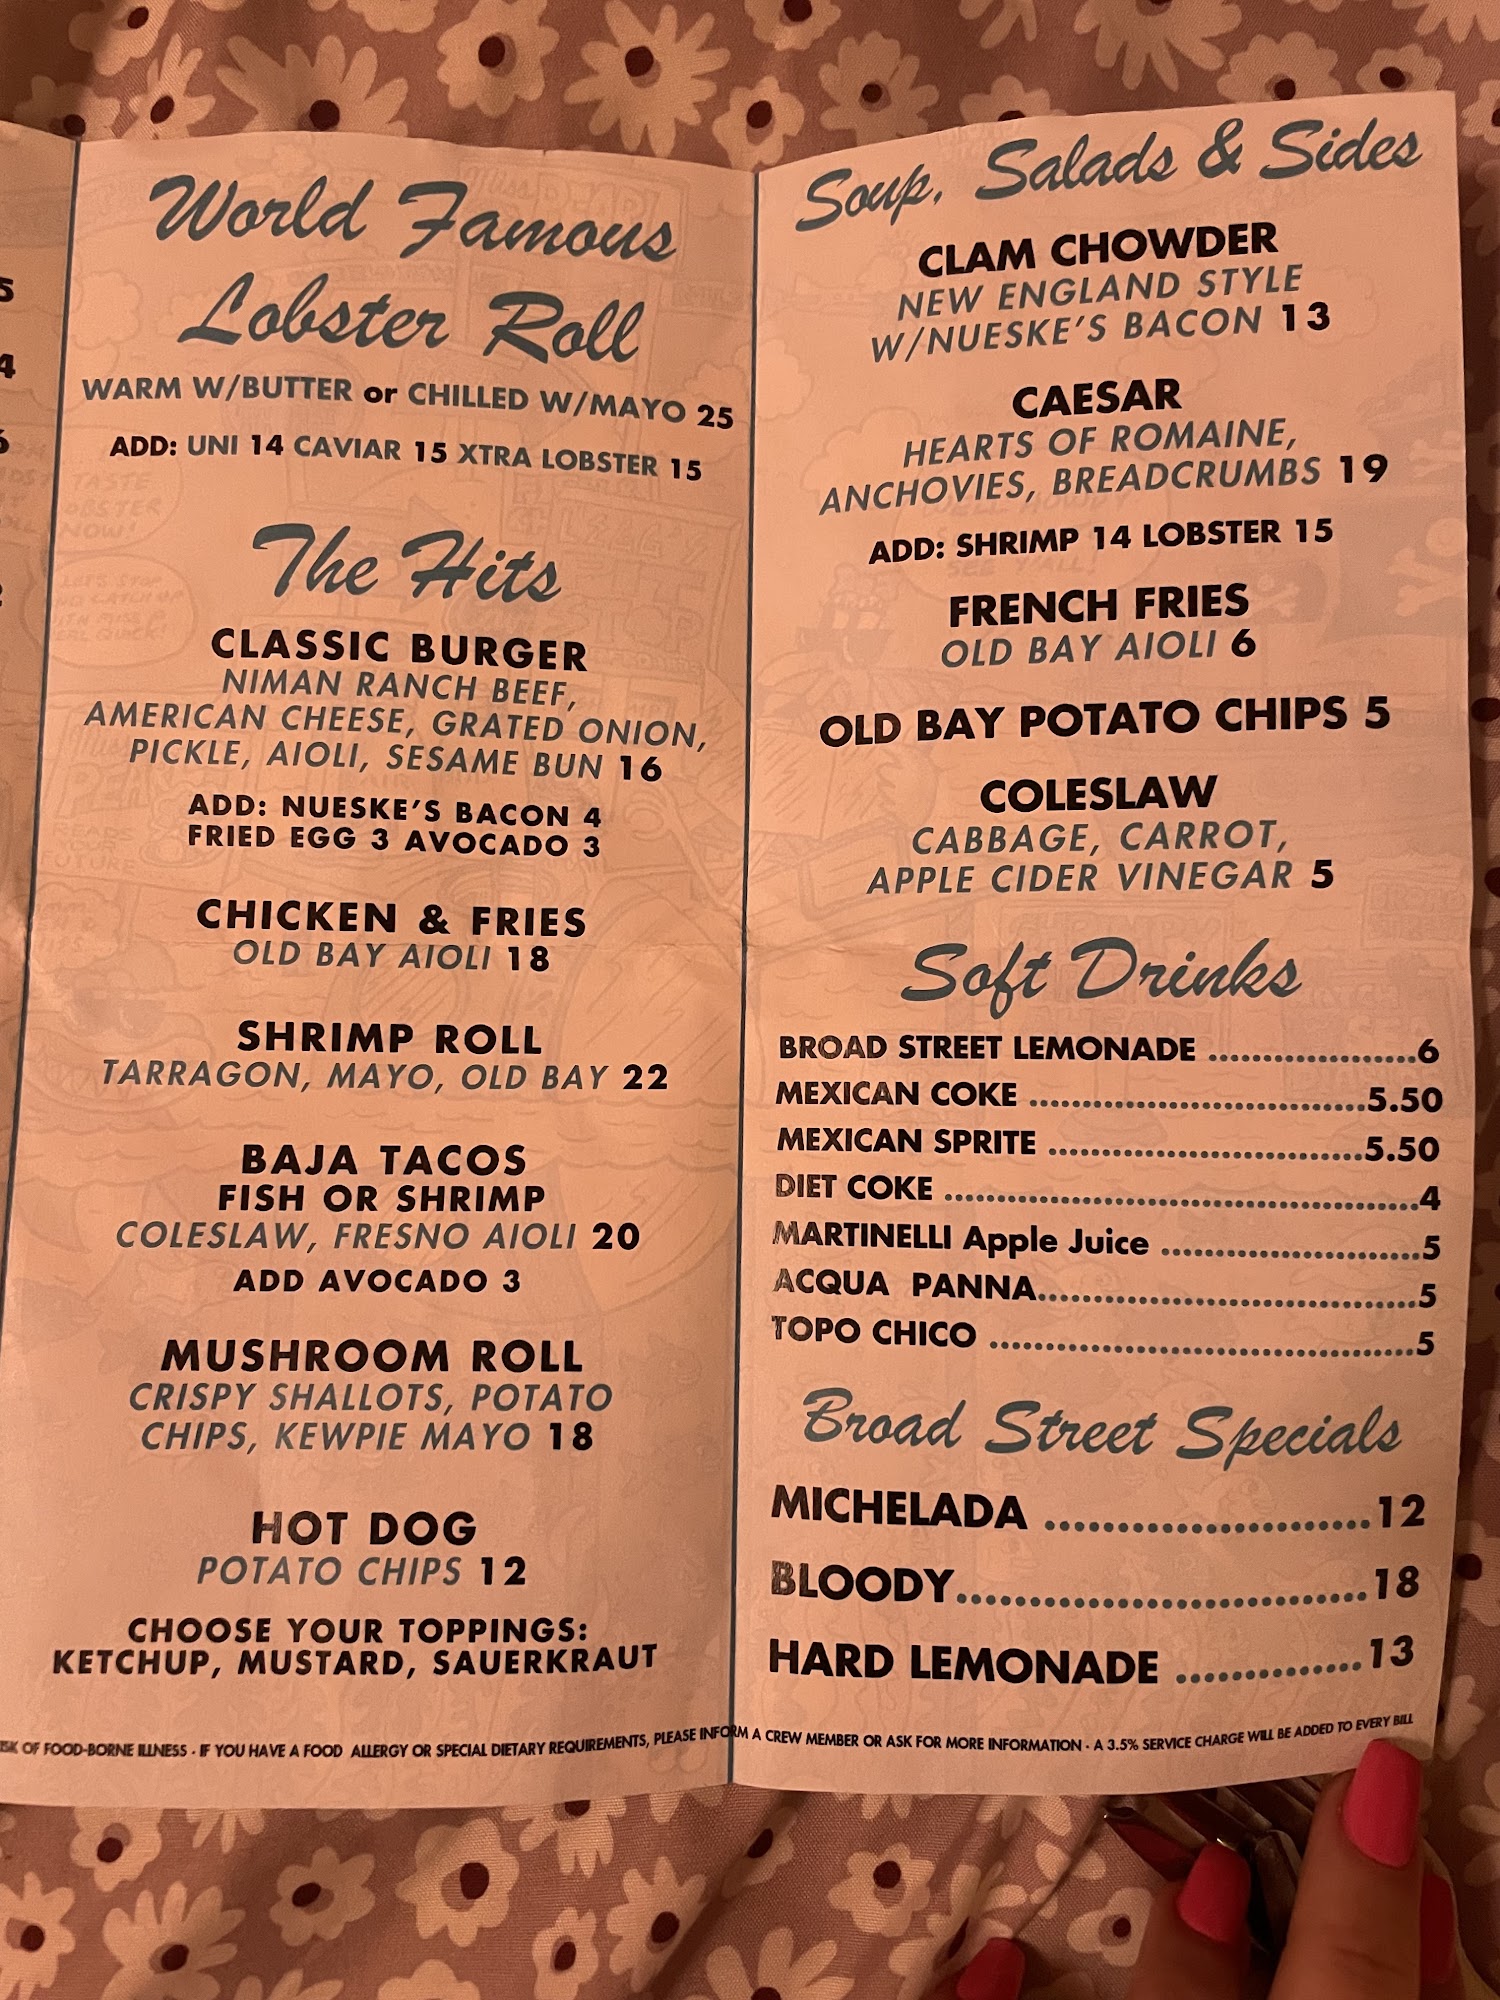 World Famous
Lobster Roll
WARM W/BUTTER or CHILLED W/MAYO 25
ADD: UNI 14 CAVIAR 15 XTRA LOBSTER 15
The Hits
CLASSIC BURGER
NIMAN RANCH BEEF,
AMERICAN CHEESE, GRATED ONION,
PICKLE, AIOLI, SESAME BUN 16
ADD: NUESKE'S BACON 4
FRIED EGG 3 AVOCADO 3
CHICKEN & FRIES
OLD BAY AIOLI 18
SHRIMP ROLL
TARRAGON, MAYO, OLD BAY 22
BAJA TACOS
FISH OR SHRIMP
COLESLAW, FRESNO AIOLI 20
ADD AVOCADO 3
MUSHROOM ROLL
CRISPY SHALLOTS, POTATO
CHIPS, KEWPIE MAYO 18
HOT DOG
POTATO CHIPS 12
CHOOSE YOUR TOPPINGS:
KETCHUP, MUSTARD, SAUERKRAUT
Soup, Salads & Sides
CLAM CHOWDER
NEW ENGLAND STYLE
W/NUESKE'S BACON 13
CAESAR
HEARTS OF ROMAINE,
ANCHOVIES, BREADCRUMBS 19
ADD: SHRIMP 14 LOBSTER 15
FRENCH FRIES
OLD BAY AIOLI 6
OLD BAY POTATO CHIPS 5
COLESLAW
CABBAGE, CARROT,
APPLE CIDER VINEGAR 5
Soft Drinks
BROAD STREET LEMONADE ....................6
MEXICAN COKE ................................5.50
MEXICAN SPRITE ..............................5.50
DIET COKE .............................................4
MARTINELLI Apple Juice .........................5
ACQUA PANNA....................................5
TOPO CHICO .........................................5
Broad Street Specials
MICHELADA ......................12
BLOODY............................18
HARD LEMONADE ..............13
OF FOOD-BORNE ILLNESS - IF YOU HAVE A FOOD ALLERGY OR SPECIAL DIETARY REQUIREMENTS, PLEASE INFORM A CREW MEMBER OR ASK FOR MORE INFORMATION - A 3.5% SERVICE CHARGE WILL BE ADDED TO EVERY BILL